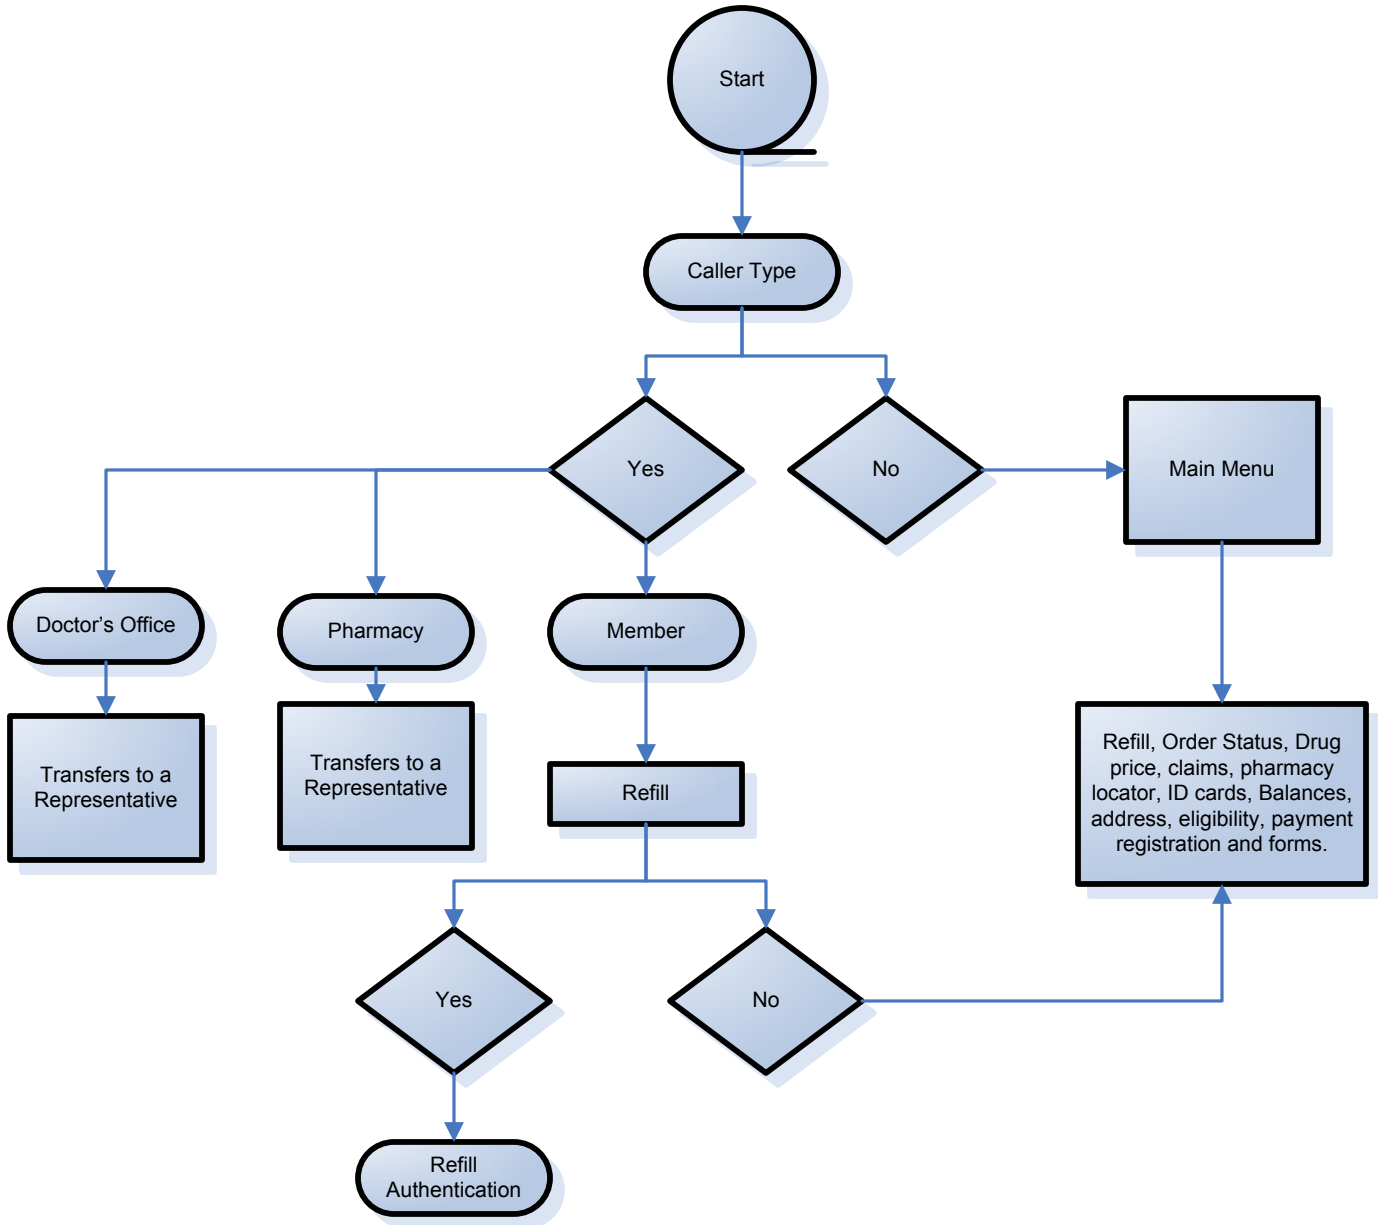 Start
Caller Type
Yes
No
Main Menu
Doctor’s Office
Pharmacy
Member
Transfers to a
Representative
Transfers to a
Representative
Refill
Refill, Order Status, Drug
price, claims, pharmacy
locator, ID cards, Balances,
address, eligibility, payment
registration and forms.
Yes
No
Refill
Authentication